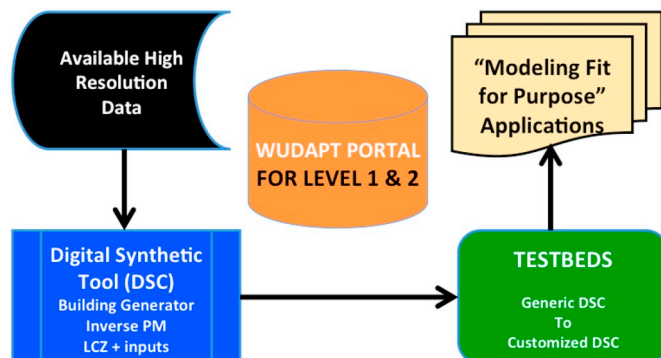 Available High
Resolution
Data
WUDAPT PORTAL
FOR LEVEL 1 & 2
“Modeling Fit
for Purpose”
Applications
Digital Synthetic
Tool (DSC)
Building Generator
Inverse PM
LCZ + inputs
TESTBEDS
Generic DSC
To
Customized DSC